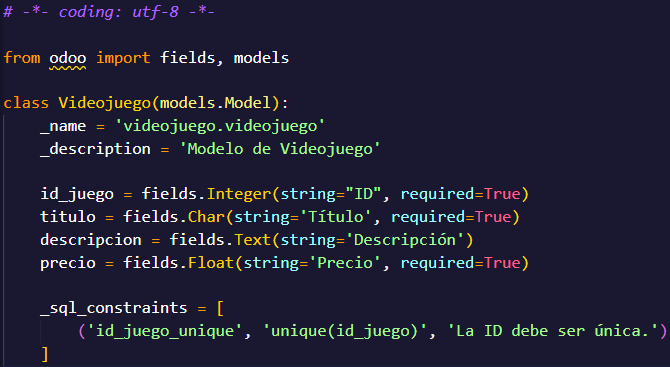 # -*- coding: utf-8 -*-
from odoo import fields, models
class Videojuego(models.Model):
_name = 'videojuego.videojuego'
_description = 'Modelo de Videojuego'
id_juego = fields.Integer(string="ID", required=True)
titulo = fields.Char(string='Título', required=True)
descripcion = fields.Text(string='Descripción')
precio = fields.Float(string='Precio', required=True)
_sql_constraints = [
('id_juego_unique', 'unique(id_juego)', 'La ID debe ser única.')
]